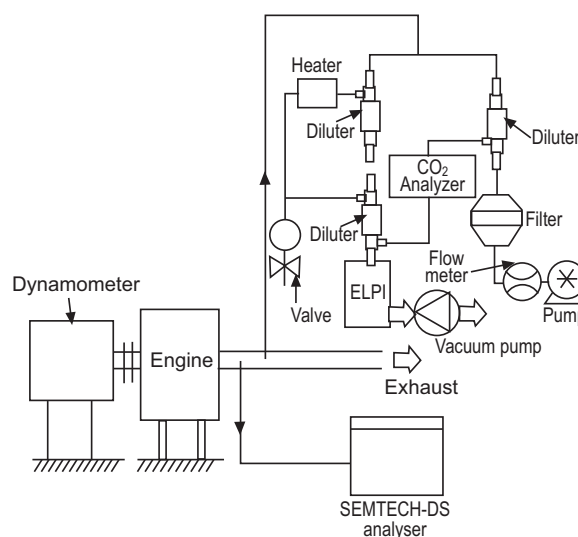 Heater
Diluter
Diluter
CO₂
Analyzer
Diluter
Filter
Flow
meter
ELPI
Valve
Pump
Vacuum pump
Dynamometer
Engine
Exhaust
SEMTECH-DS
analyser